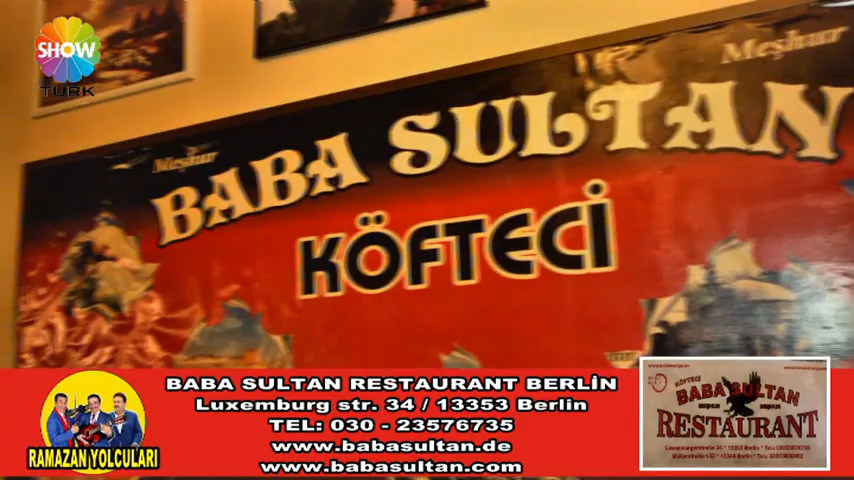 SHOW
TURK
Meşhur
Meşhur
BABA SULTAN
KÖFTECİ
BABA SULTAN RESTAURANT BERLİN
Luxemburg str. 34 / 13353 Berlin
TEL: 030 - 23576735
www.babasultan.de
www.babasultan.com
RAMAZAN YOLCULARI
KÖFTECİ
BABA SULTAN
RESTAURANT